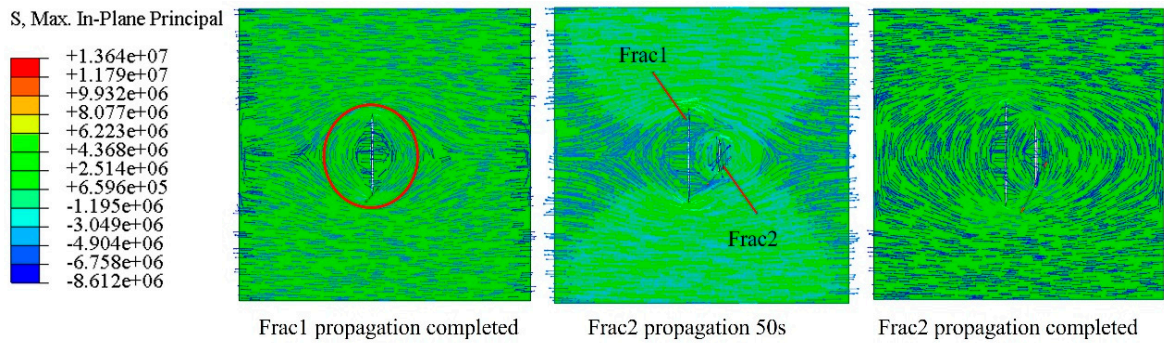 S, Max. In-Plane Principal
+1.364e+07
+1.179e+07
+9.932e+06
+8.077e+06
+6.223e+06
+4.368e+06
+2.514e+06
+6.596e+05
-1.195e+06
-3.049e+06
-4.904e+06
-6.758e+06
-8.612e+06
Frac1
Frac2
Frac1 propagation completed
Frac2 propagation 50s
Frac2 propagation completed